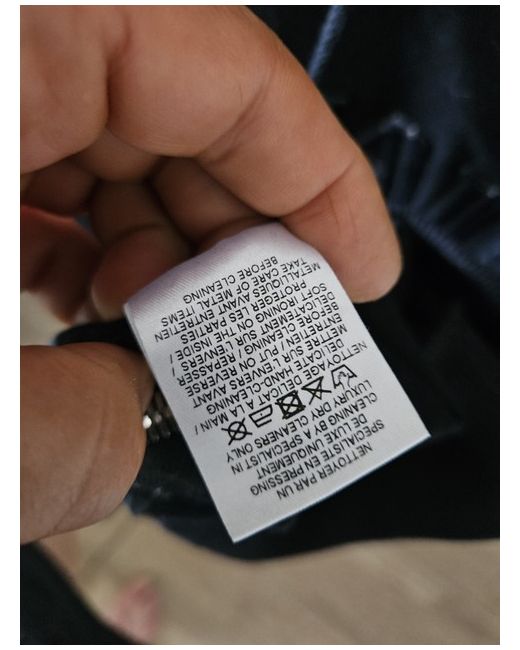 NETTOYER PAR UN
SPECIALISTE EN PRESSING
DE LUXE UNIQUEMENT
CLEANING BY A SPECIALIST IN
LUXURY DRY CLEANERS ONLY
NETTOYAGE DELICAT A LA MAIN /
DELICATE HAND-CLEANING
METTRE SUR L'ENVERS AVANT
ENTRETIEN / PUT
BEFORE CLEANING / REPASSER
DELICATEMENT SUR L'ENVERS /
SOFT IRONING ON THE INSIDE /
PROTEGER LES PARTIES
METALLIQUES AVANT ENTRETIEN
TAKE CARE OF METAL ITEMS
BEFORE CLEANING